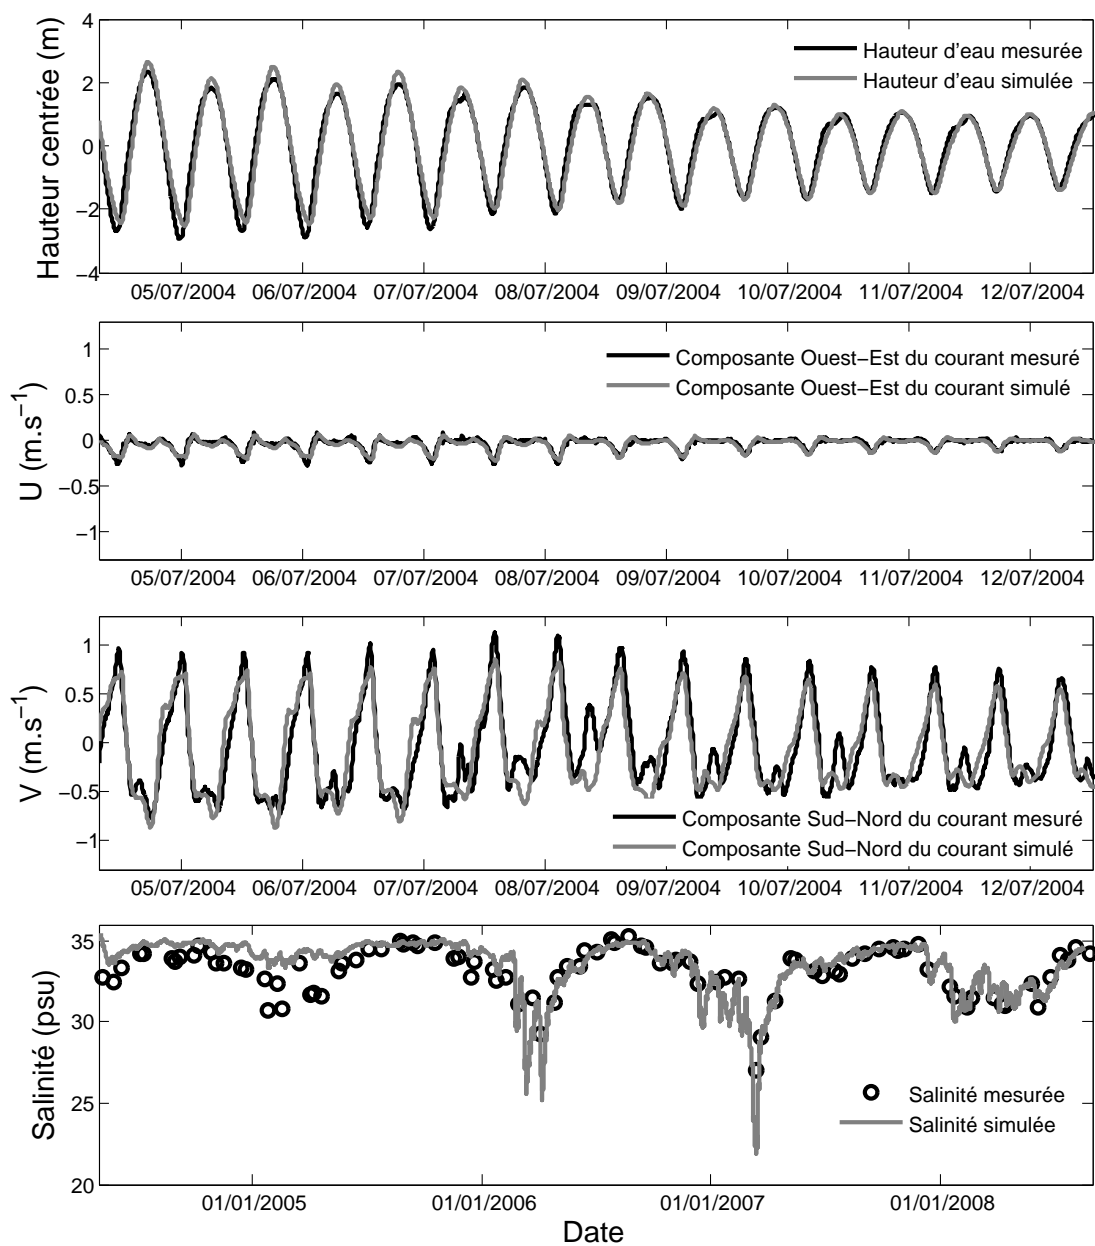 Hauteur centrée (m)
4
2
0
−2
−4
Hauteur d'eau mesurée
Hauteur d'eau simulée
05/07/2004 06/07/2004 07/07/2004 08/07/2004 09/07/2004 10/07/2004 11/07/2004 12/07/2004
U (m.s−1)
1
0.5
0
−0.5
−1
Composante Ouest−Est du courant mesuré
Composante Ouest−Est du courant simulé
05/07/2004 06/07/2004 07/07/2004 08/07/2004 09/07/2004 10/07/2004 11/07/2004 12/07/2004
V (m.s−1)
1
0.5
0
−0.5
−1
Composante Sud−Nord du courant mesuré
Composante Sud−Nord du courant simulé
05/07/2004 06/07/2004 07/07/2004 08/07/2004 09/07/2004 10/07/2004 11/07/2004 12/07/2004
Salinité (psu)
35
30
25
20
Salinité mesurée
Salinité simulée
01/01/2005 01/01/2006 01/01/2007 01/01/2008
Date